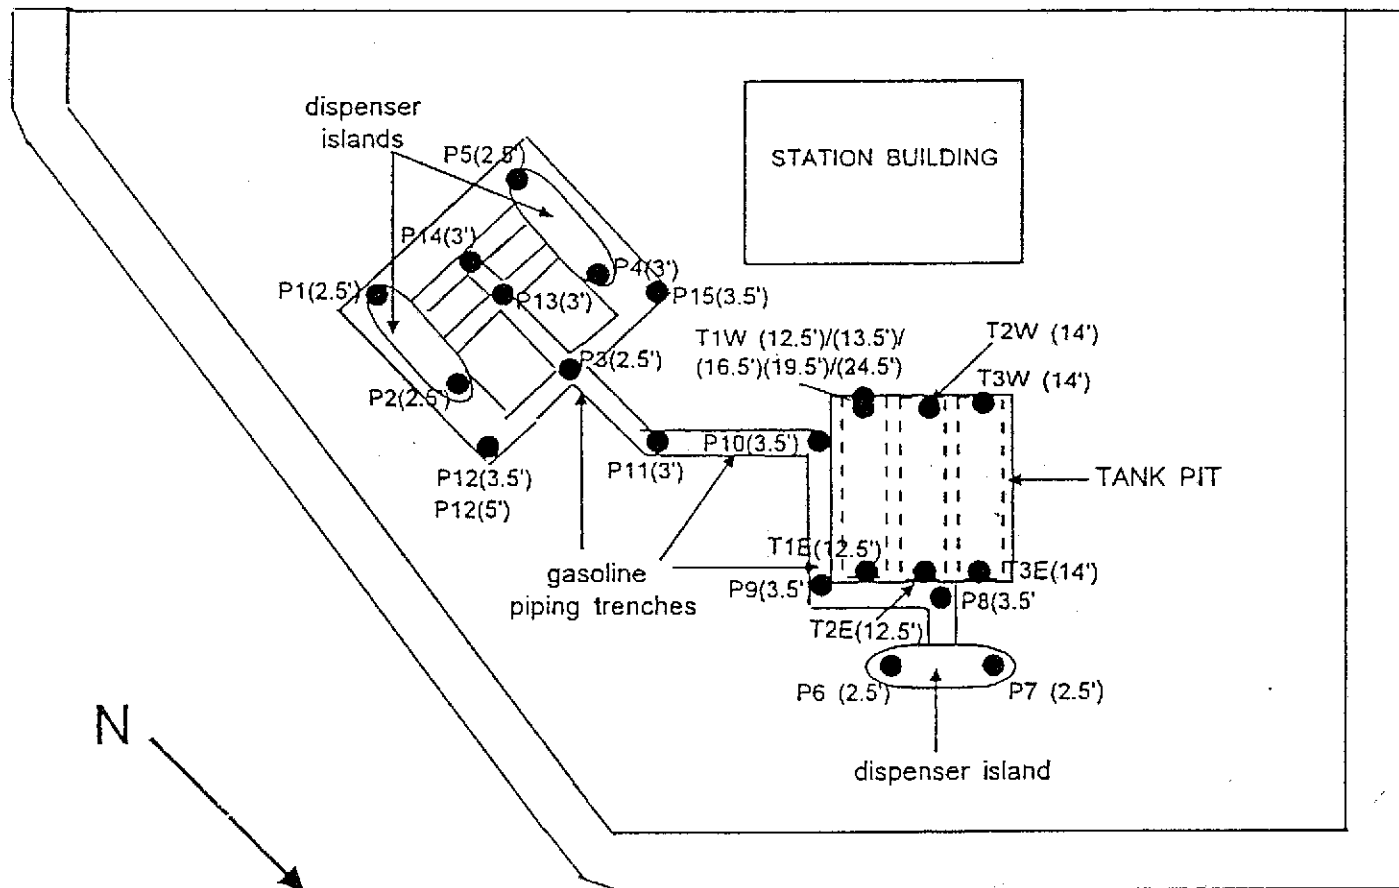 dispenser
islands
P5(2.5')
STATION BUILDING
P14(3')
P4(3')
P1(2.5')
P13(3')
P15(3.5')
T1W (12.5')/(13.5')/
(16.5')(19.5')/(24.5')
T2W (14')
P3(2.5')
T3W (14')
P2(2.5')
P10(3.5')
P11(3')
P12(3.5')
P12(5')
TANK PIT
T1E(12.5')
gasoline
piping trenches
P9(3.5'
T3E(14')
P8(3.5'
T2E(12.5')
P6 (2.5')
P7 (2.5')
N
dispenser island